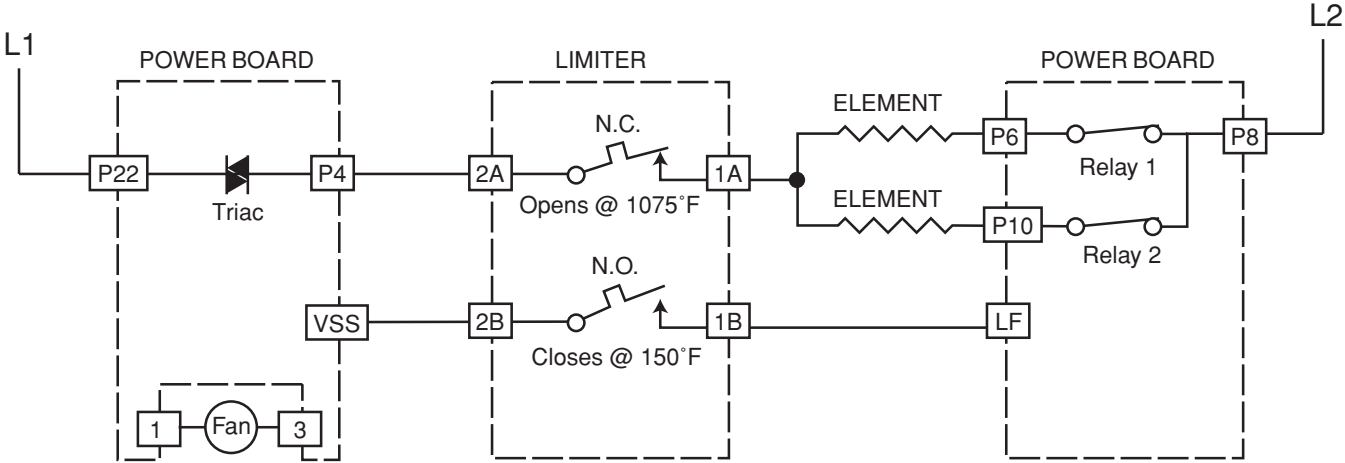 L1
L2
POWER BOARD
LIMITER
POWER BOARD
ELEMENT
N.C.
P22
Triac
P4
2A
1A
Opens @ 1075˚F
P6
Relay 1
P8
ELEMENT
P10
Relay 2
N.O.
VSS
2B
1B
LF
Closes @ 150˚F
1
Fan
3